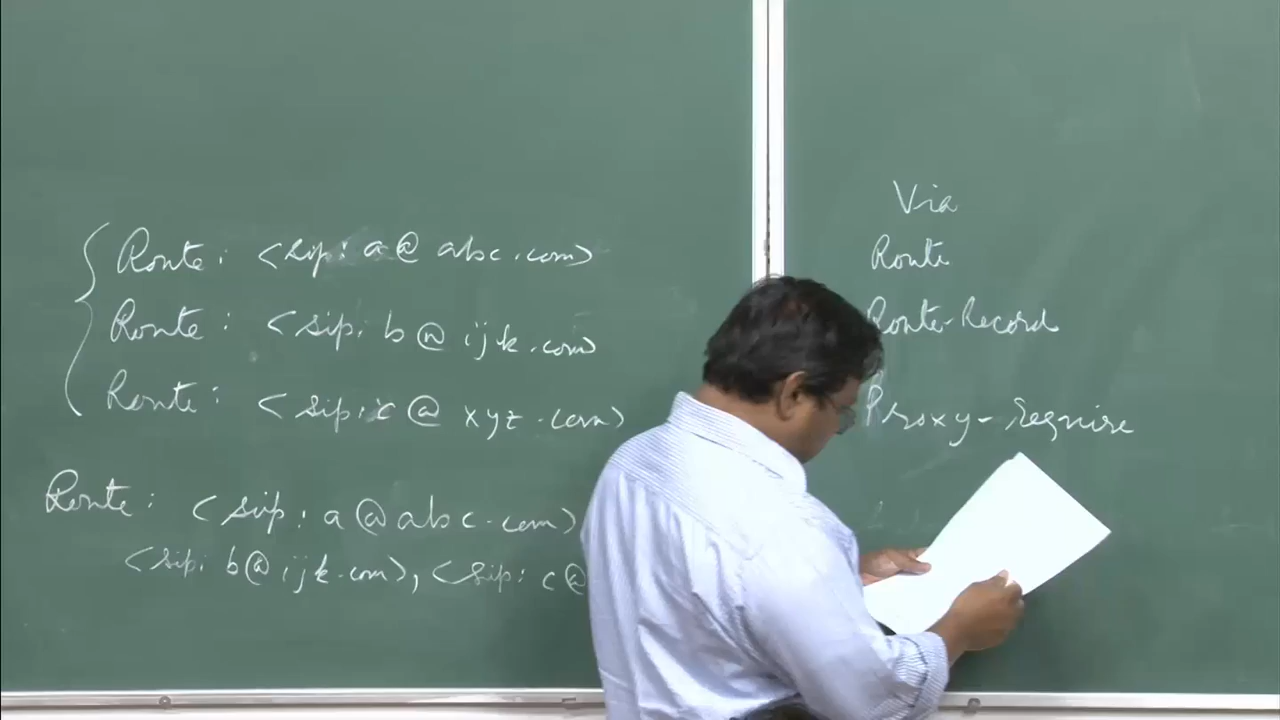 Route: <sip: a@abc.com>
Route: <sip: b@ijk.com>
Route: <sip: c@xyz.com>
Route: <sip: a@abc.com>
<sip: b@ijk.com>, <sip: c@
Via
Route
Route-Record
Proxy-Require